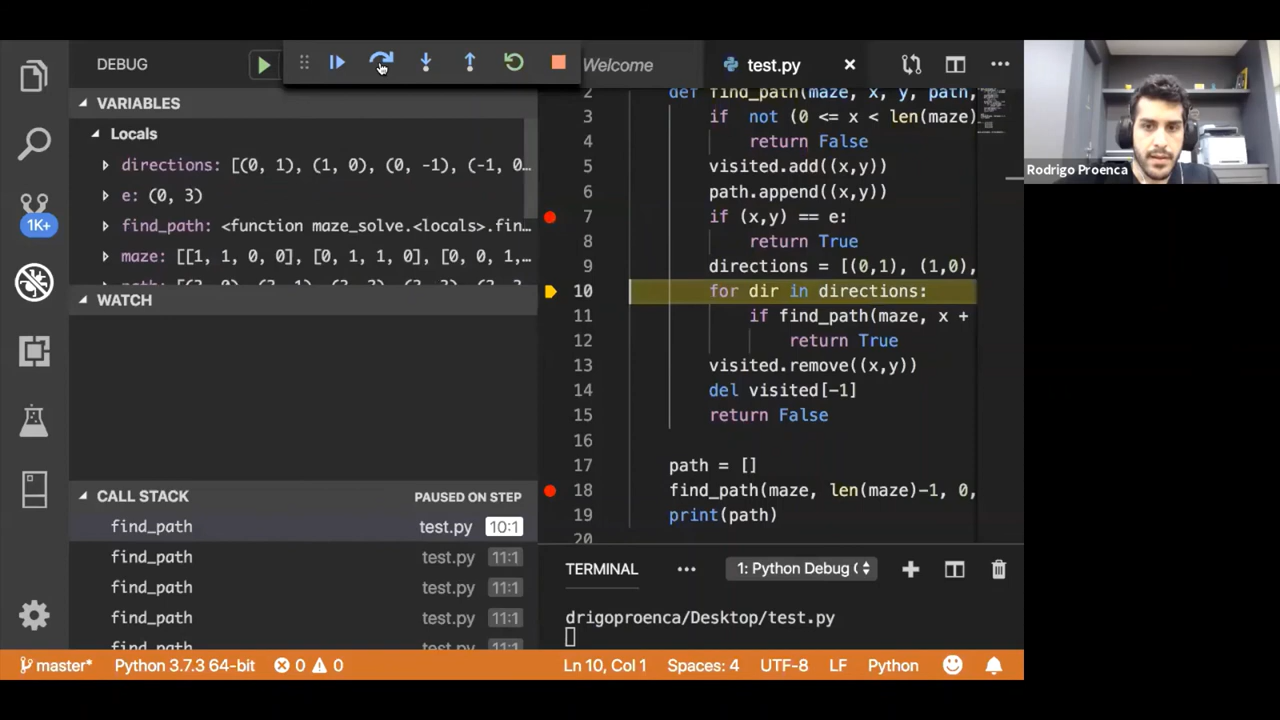 DEBUG
Welcome
test.py
VARIABLES
Locals
directions: [(0, 1), (1, 0), (0, -1), (-1, 0…
e: (0, 3)
find_path: <function maze_solve.<locals>.fin…
maze: [[1, 1, 0, 0], [0, 1, 1, 0], [0, 0, 1,…
WATCH
CALL STACK
PAUSED ON STEP
find_path test.py 10:1
find_path test.py 11:1
find_path test.py 11:1
find_path test.py 11:1
1K+
2 def find_path(maze, x, y, path,
3 if not (0 <= x < len(maze)
4 return False
5 visited.add((x,y))
6 path.append((x,y))
7 if (x,y) == e:
8 return True
9 directions = [(0,1), (1,0),
10 for dir in directions:
11 if find_path(maze, x +
12 return True
13 visited.remove((x,y))
14 del visited[-1]
15 return False
16
17 path = []
18 find_path(maze, len(maze)-1, 0,
19 print(path)
20
TERMINAL
1: Python Debug C
drigoproenca/Desktop/test.py
master* Python 3.7.3 64-bit 0 0 Ln 10, Col 1 Spaces: 4 UTF-8 LF Python
Rodrigo Proenca